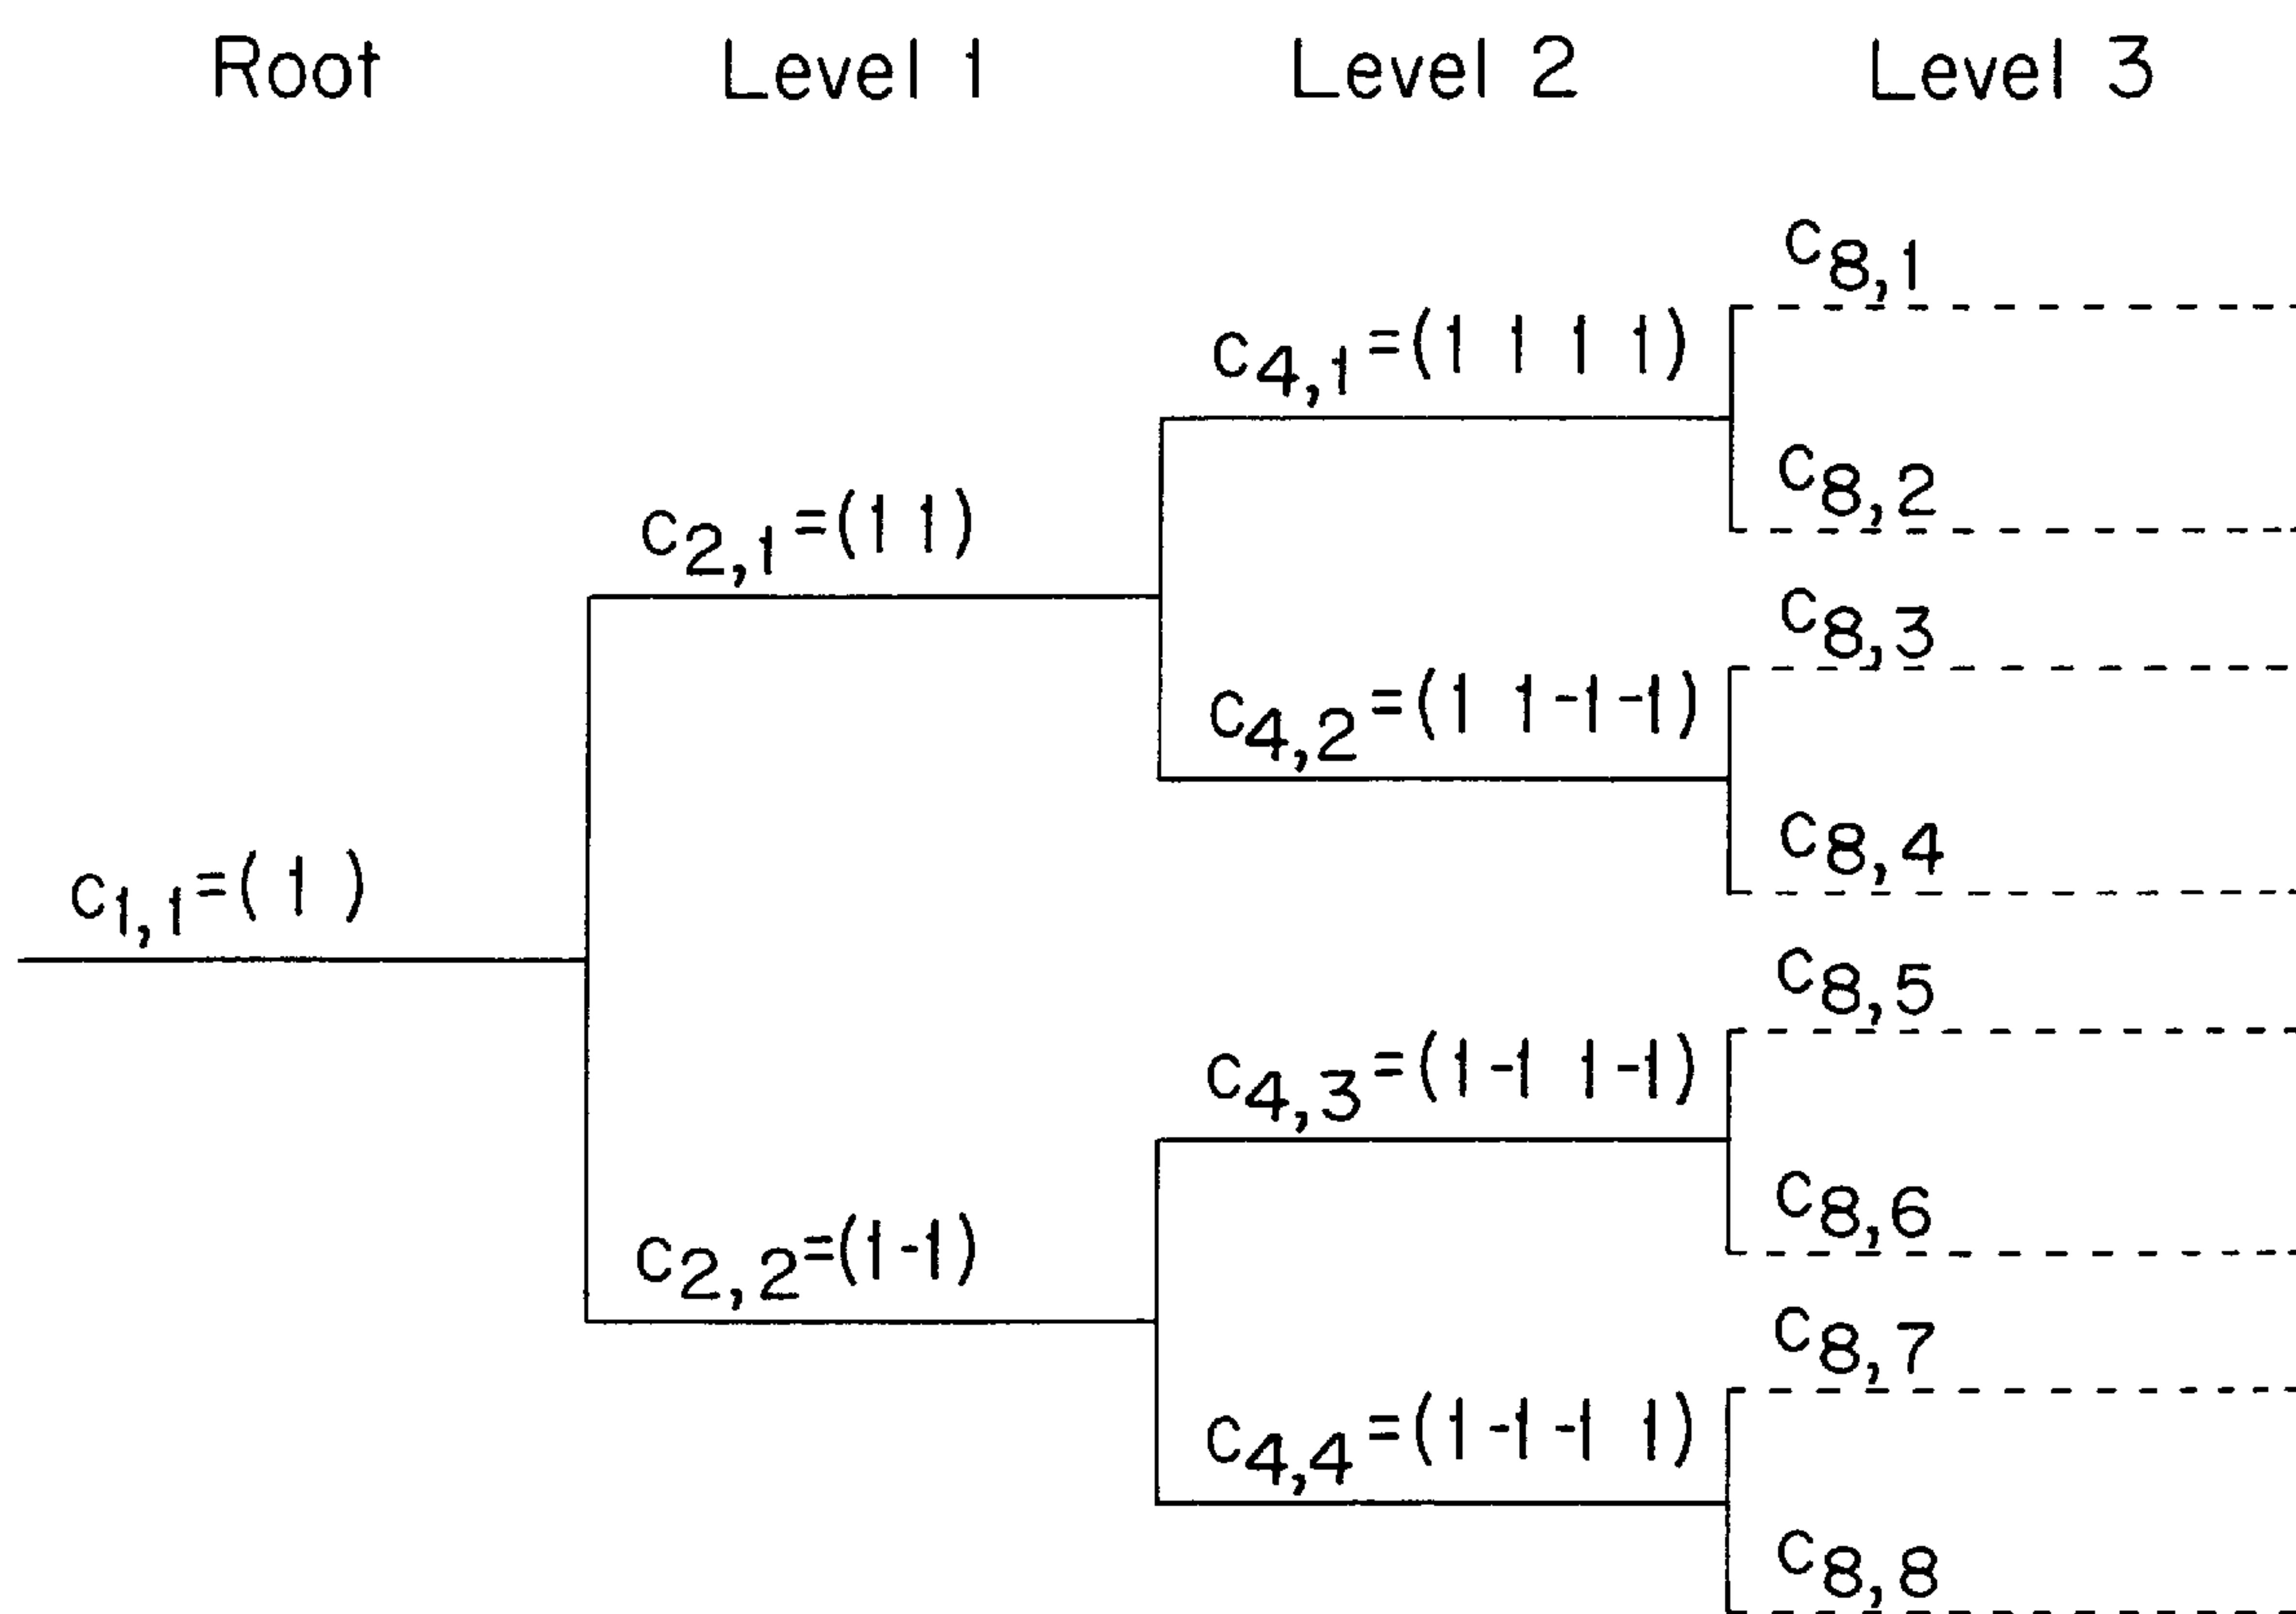 Root Level 1 Level 2 Level 3
c8,1
c4,1=(1 1 1 1)
c8,2
c2,1=(1 1)
c8,3
c4,2=(1 1-1-1)
c8,4
c1,1=(1)
c8,5
c4,3=(1-1 1-1)
c8,6
c2,2=(1-1)
c8,7
c4,4=(1-1-1 1)
c8,8